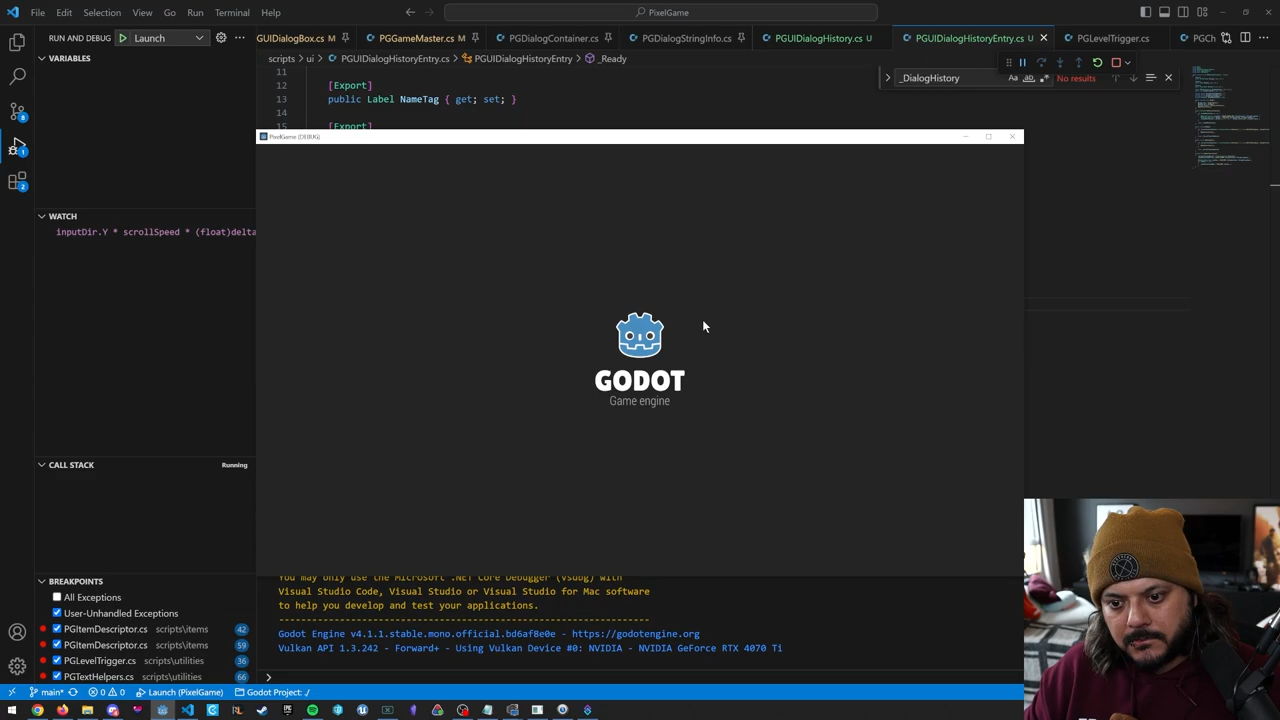 File Edit Selection View Go Run Terminal Help
PixelGame
RUN AND DEBUG Launch
GUIDialogBox.cs M PGGameMaster.cs M PGDialogContainer.cs PGDialogStringInfo.cs PGUIDialogHistory.cs U PGUIDialogHistoryEntry.cs U PGLevelTrigger.cs PGCh
scripts > ui > PGUIDialogHistoryEntry.cs > PGUIDialogHistoryEntry > _Ready
_DialogHistory Aa ab No results
VARIABLES
11
12 [Export]
13 public Label NameTag { get; set; }
14
15 [Export]
PixelGame (DEBUG)
WATCH
inputDir.Y * scrollSpeed * (float)delta
GODOT
Game engine
CALL STACK Running
BREAKPOINTS
All Exceptions
User-Unhandled Exceptions
PGItemDescriptor.cs scripts\items 42
PGItemDescriptor.cs scripts\items 59
PGLevelTrigger.cs scripts\utilities 36
PGTextHelpers.cs scripts\utilities 66
You may only use the Microsoft .NET Core Debugger (vsdbg) with
Visual Studio Code, Visual Studio or Visual Studio for Mac software
to help you develop and test your applications.
-------------------------------------------------------------------
Godot Engine v4.1.1.stable.mono.official.bd6af8e0e - https://godotengine.org
Vulkan API 1.3.242 - Forward+ - Using Vulkan Device #0: NVIDIA - NVIDIA GeForce RTX 4070 Ti
main* 0 0 Launch (PixelGame) Godot Project: ./